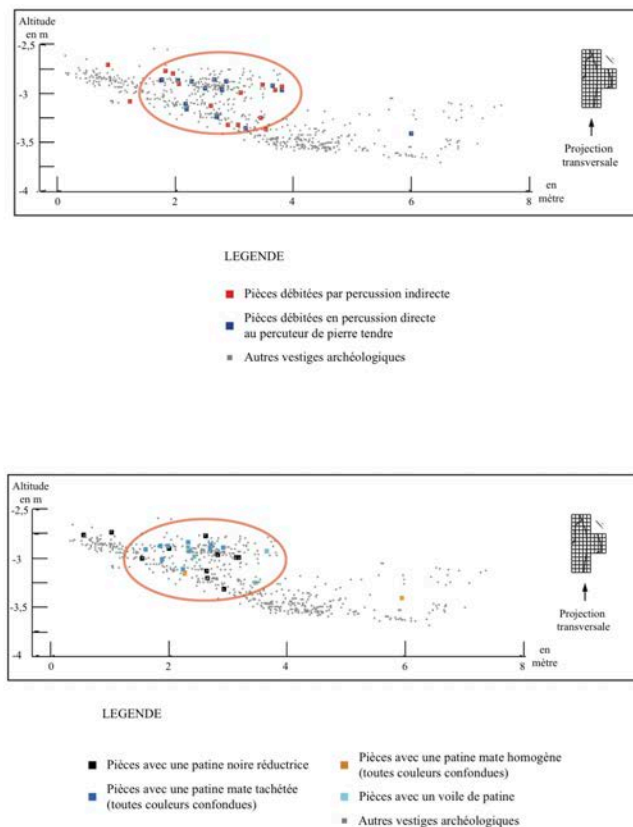 Altitude
en m
-2,5
-3
-3,5
-4
0
2
4
6
8
en
mètre
Projection
transversale
LEGENDE
Pièces débitées par percussion indirecte
Pièces débitées en percussion directe
au percuteur de pierre tendre
Autres vestiges archéologiques
Altitude
en m
-2,5
-3
-3,5
-4
0
2
4
6
8
en
mètre
Projection
transversale
LEGENDE
Pièces avec une patine noire réductrice
Pièces avec une patine mate tachétée
(toutes couleurs confondues)
Pièces avec une patine mate homogène
(toutes couleurs confondues)
Pièces avec un voile de patine
Autres vestiges archéologiques